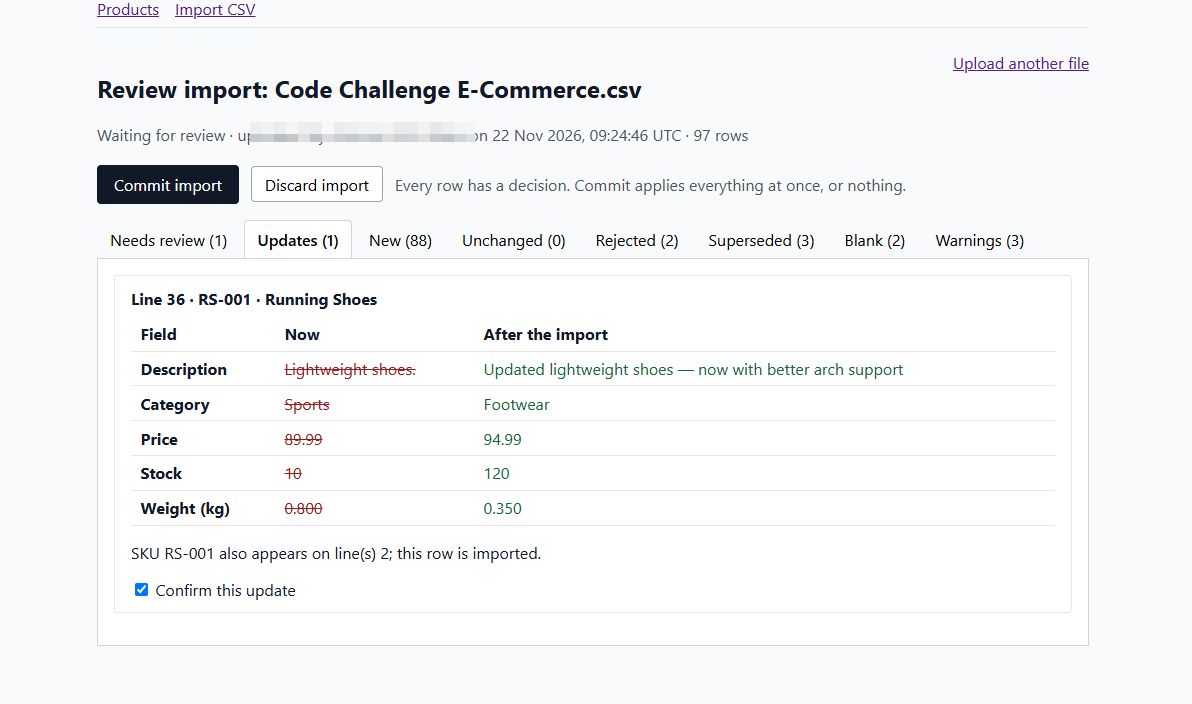 Products Import CSV
Upload another file
Review import: Code Challenge E-Commerce.csv
Waiting for review · on 22 Nov 2026, 09:24:46 UTC · 97 rows
Commit import Discard import Every row has a decision. Commit applies everything at once, or nothing.
Needs review (1) Updates (1) New (88) Unchanged (0) Rejected (2) Superseded (3) Blank (2) Warnings (3)
Line 36 · RS-001 · Running Shoes
Field Now After the import
Description Lightweight shoes. Updated lightweight shoes — now with better arch support
Category Sports Footwear
Price 89.99 94.99
Stock 10 120
Weight (kg) 0.800 0.350
SKU RS-001 also appears on line(s) 2; this row is imported.
Confirm this update